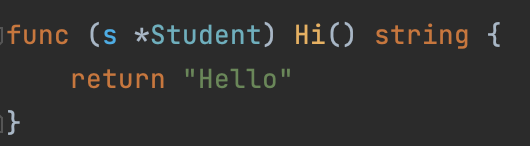 func (s *Student) Hi() string {
    return "Hello"
}